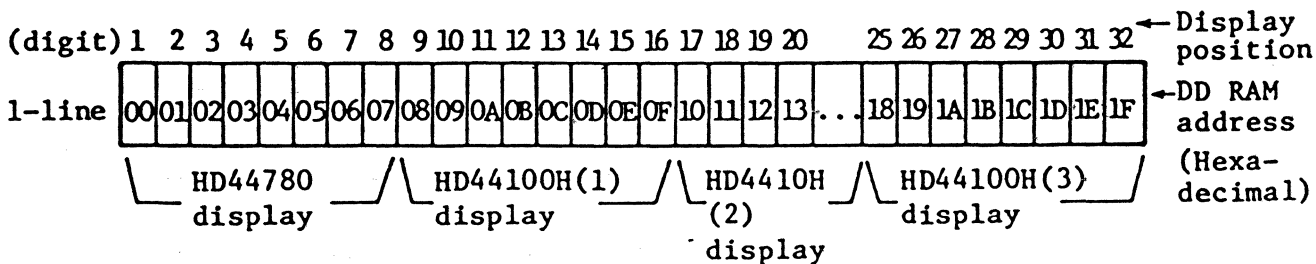 (digit) 1 2 3 4 5 6 7 8 9 10 11 12 13 14 15 16 17 18 19 20 25 26 27 28 29 30 31 32 ←Display position
1-line 00 01 02 03 04 05 06 07 08 09 0A 0B 0C 0D 0E 0F 10 11 12 13 ... 18 19 1A 1B 1C 1D 1E 1F ←DD RAM address (Hexa-decimal)
HD44780 display
HD44100H(1) display
HD4410H (2) display
HD44100H(3) display